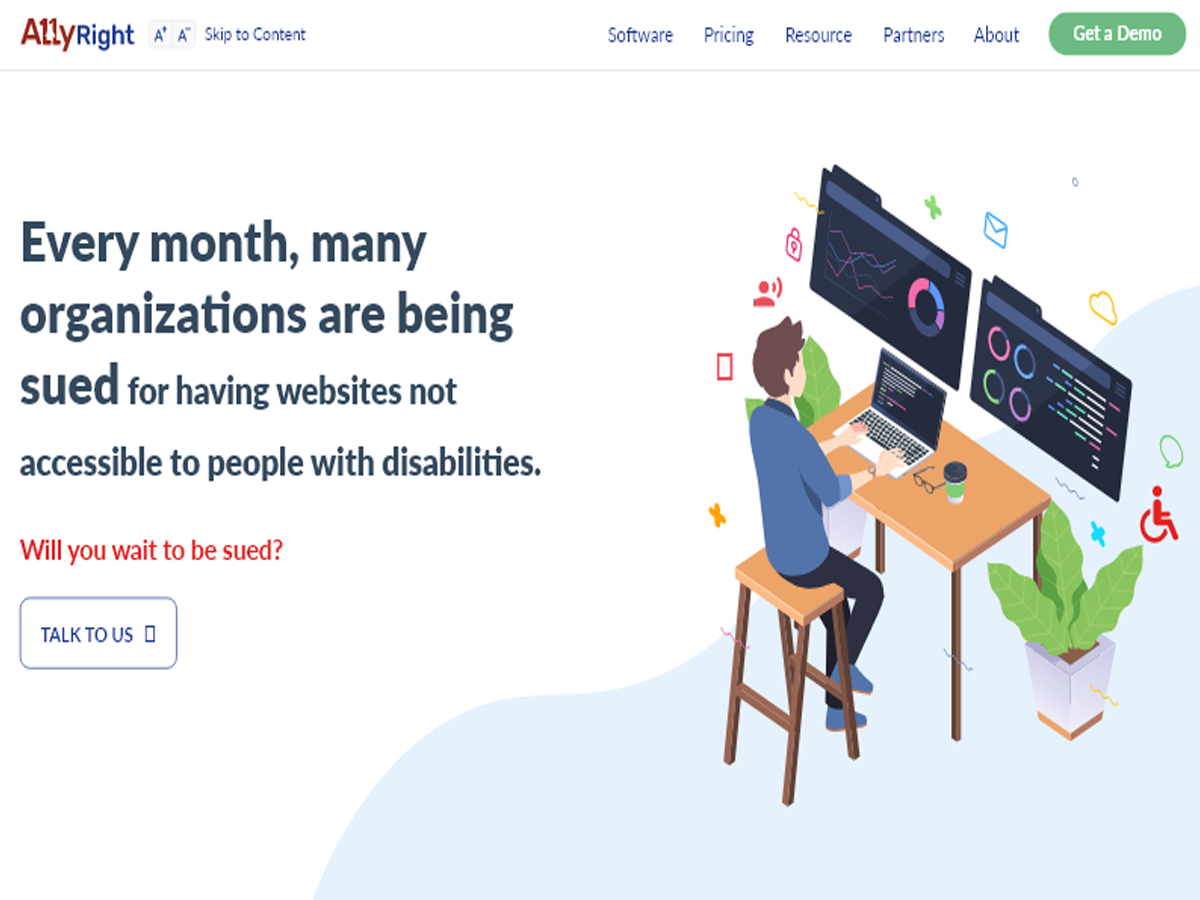 A11yRight
A+ A- Skip to Content
Software Pricing Resource Partners About Get a Demo
Every month, many
organizations are being
sued for having websites not
accessible to people with disabilities.
Will you wait to be sued?
TALK TO US